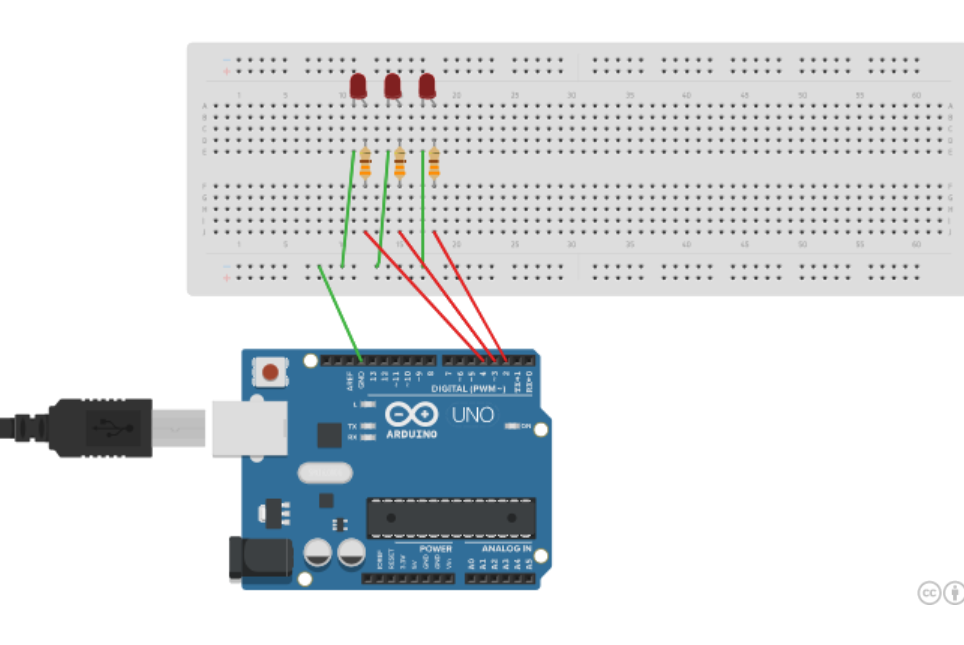 − −
+ +
1 5 10 15 20 25 30 35 40 45 50 55 60
A A
B B
C C
D D
E E
F F
G G
H H
I I
J J
1 5 10 15 20 25 30 35 40 45 50 55 60
− −
+ +
AREF
GND
13
12
~11
~10
~9
8
7
~6
~5
4
~3
2
TX→1
RX←0
DIGITAL (PWM~)
L
TX
RX
ARDUINO
UNO
ON
IOREF
RESET
3.3V
5V
GND
GND
Vin
POWER
ANALOG IN
A0
A1
A2
A3
A4
A5
cc